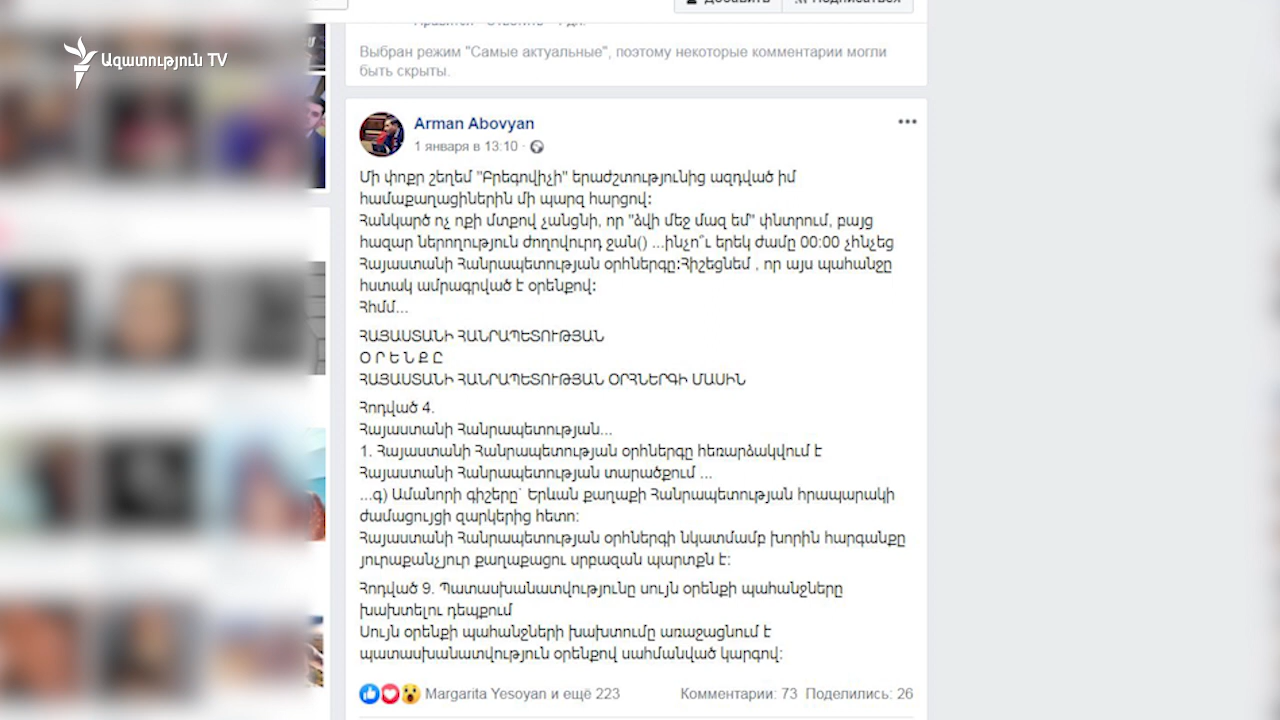 Добавить
Подписаться
Ազատություն TV
Выбран режим "Самые актуальные", поэтому некоторые комментарии могли
быть скрыты.
Arman Abovyan
1 января в 13:10 ·
Մի փոքր շեղեմ "Բրեգովիչի" երաժշտությունից ազդված իմ
համաքաղացիներին մի պարզ հարցով:
Հանկարծ ոչ ոքի մտքով չանցնի, որ "ձվի մեջ մազ եմ" փնտրում, բայց
հազար ներողություն ժողովուրդ ջան() ...ինչո՞ւ երեկ ժամը 00:00 չհնչեց
Հայաստանի Հանրապետության օրհներգը:Հիշեցնեմ , որ այս պահանջը
հստակ ամրագրված է օրենքով:
Հհմմ...
ՀԱՅԱՍՏԱՆԻ ՀԱՆՐԱՊԵՏՈՒԹՅԱՆ
Օ Ր Ե Ն Ք Ը
ՀԱՅԱՍՏԱՆԻ ՀԱՆՐԱՊԵՏՈՒԹՅԱՆ ՕՐՀՆԵՐԳԻ ՄԱՍԻՆ
Հոդված 4.
Հայաստանի Հանրապետության...
1. Հայաստանի Հանրապետության օրհներգը հեռարձակվում է
Հայաստանի Հանրապետության տարածքում ...
...գ) Ամանորի գիշերը՝ Երևան քաղաքի Հանրապետության հրապարակի
ժամացույցի զարկերից հետո:
Հայաստանի Հանրապետության օրհներգի նկատմամբ խորին հարգանքը
յուրաքանչյուր քաղաքացու սրբազան պարտքն է:
Հոդված 9. Պատասխանատվությունը սույն օրենքի պահանջները
խախտելու դեպքում
Սույն օրենքի պահանջների խախտումը առաջացնում է
պատասխանատվություն օրենքով սահմանված կարգով:
Margarita Yesoyan и ещё 223
Комментарии: 73 Поделились: 26